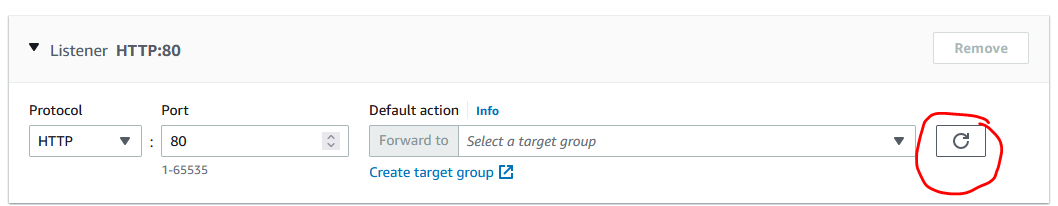 Listener HTTP:80
Remove
Protocol
Port
Default action
Info
HTTP
:
80
Forward to
Select a target group
1-65535
Create target group